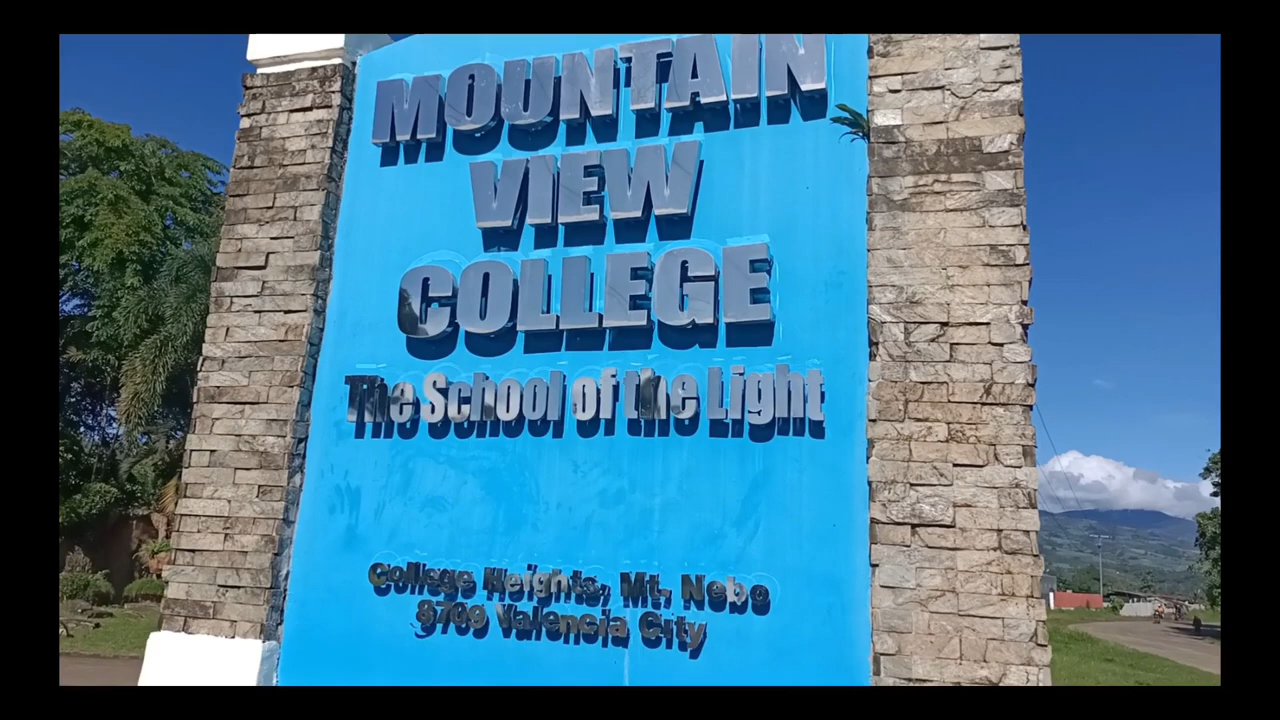 MOUNTAIN
VIEW
COLLEGE
The School of the Light
College Heights, Mt. Nebo
8709 Valencia City